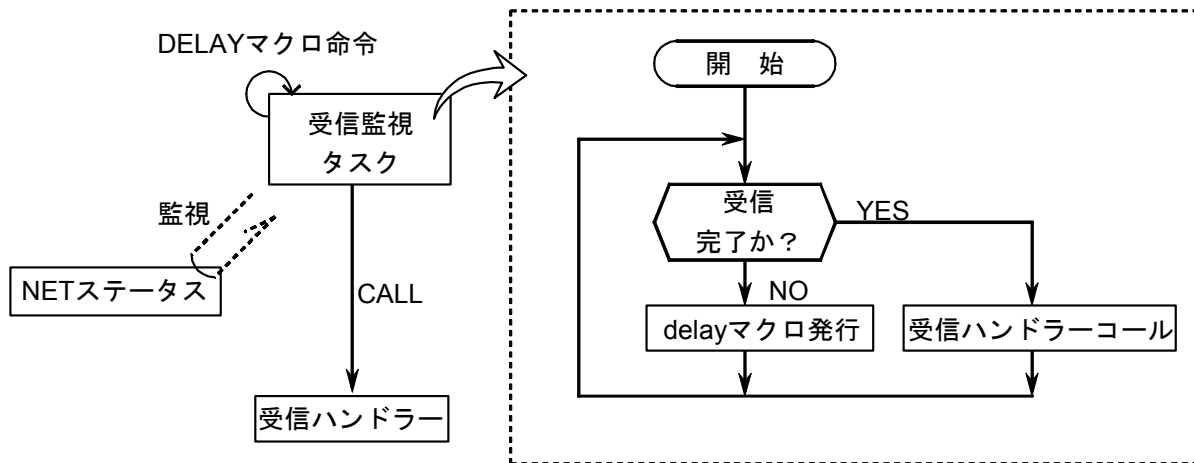 DELAYマクロ命令
受信監視
タスク
監視
NETステータス
CALL
受信ハンドラー
開　始
受信
完了か？
YES
NO
delayマクロ発行
受信ハンドラーコール